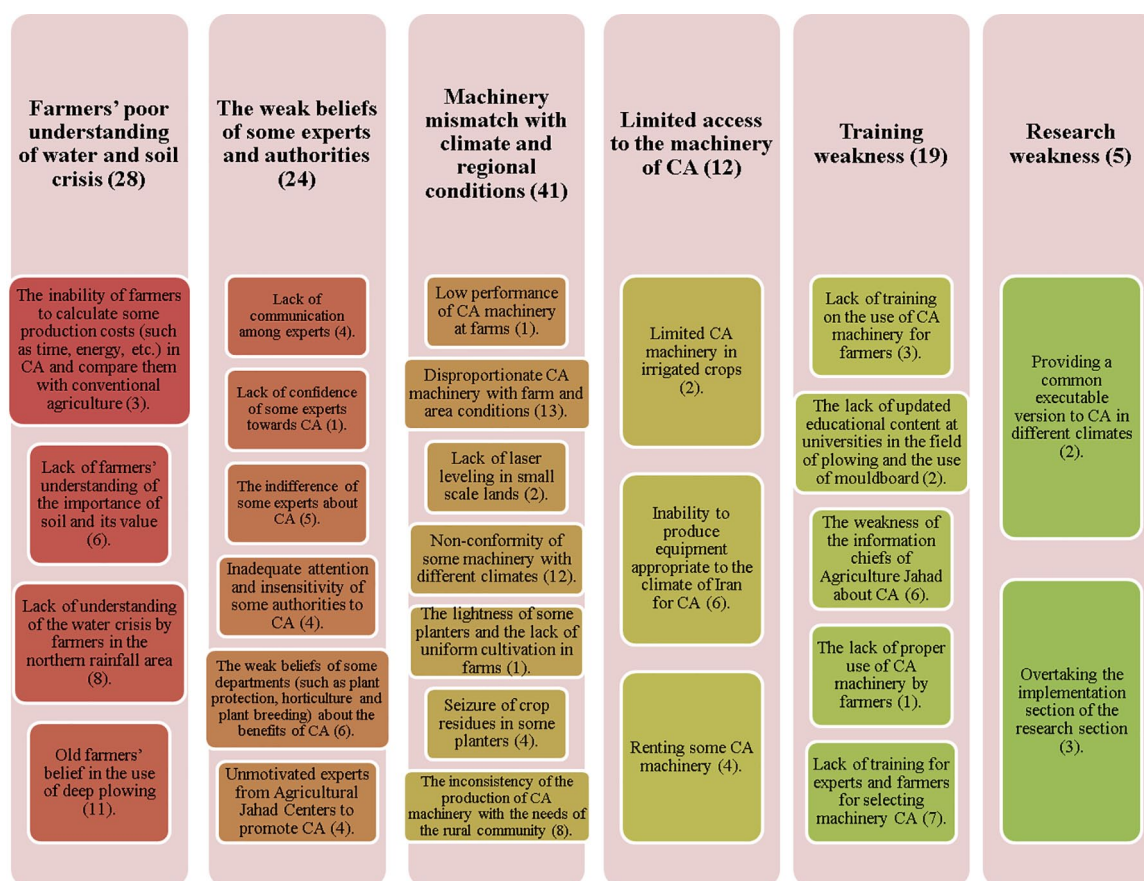 Farmers’ poor
understanding
of water and soil
crisis (28)
The inability of farmers
to calculate some
production costs (such
as time, energy, etc.) in
CA and compare them
with conventional
agriculture (3).
Lack of farmers’
understanding of
the importance of
soil and its value
(6).
Lack of understanding
of the water crisis by
farmers in the
northern rainfall area
(8).
Old farmers’
belief in the use
of deep plowing
(11).
The weak beliefs
of some experts
and authorities
(24)
Lack of
communication
among experts (4).
Lack of confidence
of some experts
towards CA (1).
The indifference of
some experts about
CA (5).
Inadequate attention
and insensitivity of
some authorities to
CA (4).
The weak beliefs of some
departments (such as plant
protection, horticulture and
plant breeding) about the
benefits of CA (6).
Unmotivated experts
from Agricultural
Jahad Centers to
promote CA (4).
Machinery
mismatch with
climate and
regional
conditions (41)
Low performance
of CA machinery
at farms (1).
Disproportionate CA
machinery with farm and
area conditions (13).
Lack of laser
leveling in small
scale lands (2).
Non-conformity of
some machinery with
different climates (12).
The lightness of some
planters and the lack of
uniform cultivation in
farms (1).
Seizure of crop
residues in some
planters (4).
The inconsistency of the
production of CA
machinery with the needs of
the rural community (8).
Limited access
to the machinery
of CA (12)
Limited CA
machinery in
irrigated crops
(2).
Inability to
produce
equipment
appropriate to the
climate of Iran
for CA (6).
Renting some CA
machinery (4).
Training
weakness (19)
Lack of training
on the use of CA
machinery for
farmers (3).
The lack of updated
educational content at
universities in the field
of plowing and the use
of mouldboard (2).
The weakness of
the information
chiefs of
Agriculture Jahad
about CA (6).
The lack of proper
use of CA
machinery by
farmers (1).
Lack of training for
experts and farmers
for selecting
machinery CA (7).
Research
weakness (5)
Providing a
common
executable
version to CA in
different climates
(2).
Overtaking the
implementation
section of the
research section
(3).